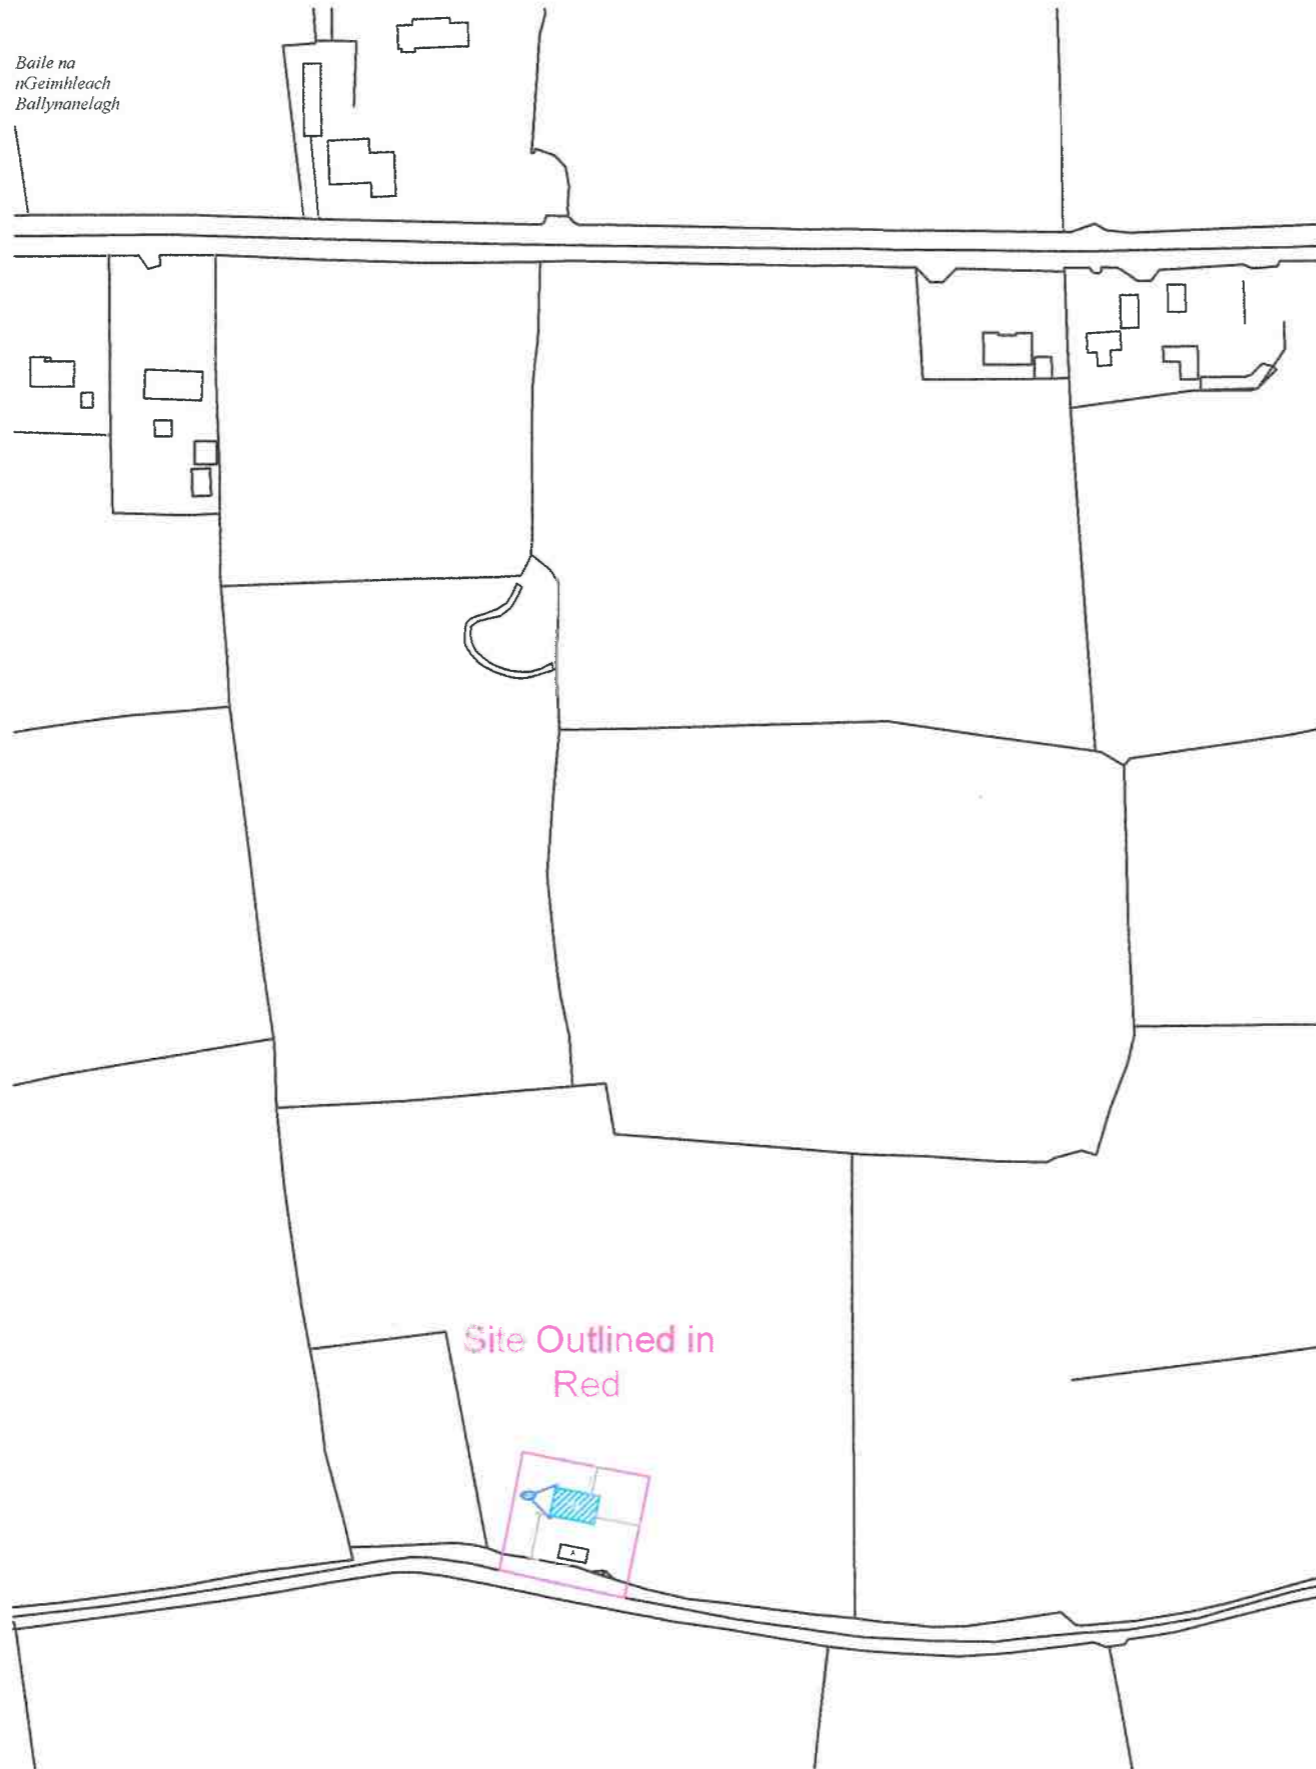 Baile na
nGeimhleach
Ballynanelagh
Site Outlined in
Red
A